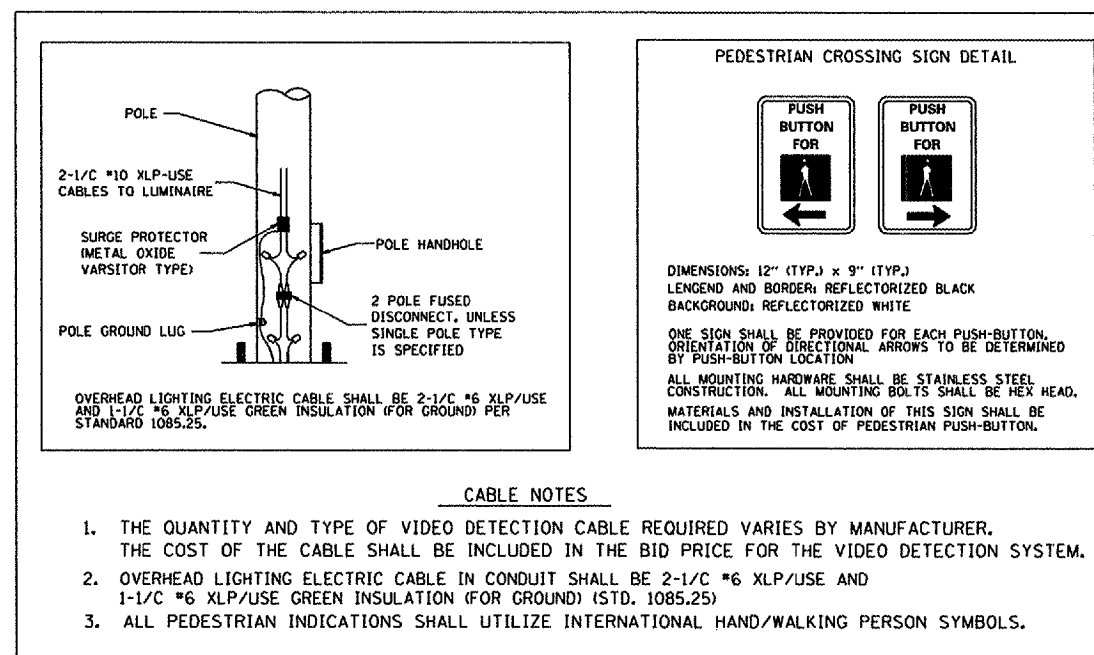 POLE
2-1/C #10 XLP-USE
CABLES TO LUMINAIRE
SURGE PROTECTOR
(METAL OXIDE
VARSITOR TYPE)
POLE HANDHOLE
2 POLE FUSED
DISCONNECT. UNLESS
SINGLE POLE TYPE
IS SPECIFIED
POLE GROUND LUG
OVERHEAD LIGHTING ELECTRIC CABLE SHALL BE 2-1/C #6 XLP/USE
AND 1-1/C #6 XLP/USE GREEN INSULATION (FOR GROUND) PER
STANDARD 1085.25.
PEDESTRIAN CROSSING SIGN DETAIL
PUSH
BUTTON
FOR
PUSH
BUTTON
FOR
DIMENSIONS: 12" (TYP.) x 9" (TYP.)
LENGEND AND BORDER: REFLECTORIZED BLACK
BACKGROUND: REFLECTORIZED WHITE
ONE SIGN SHALL BE PROVIDED FOR EACH PUSH-BUTTON.
ORIENTATION OF DIRECTIONAL ARROWS TO BE DETERMINED
BY PUSH-BUTTON LOCATION
ALL MOUNTING HARDWARE SHALL BE STAINLESS STEEL
CONSTRUCTION. ALL MOUNTING BOLTS SHALL BE HEX HEAD.
MATERIALS AND INSTALLATION OF THIS SIGN SHALL BE
INCLUDED IN THE COST OF PEDESTRIAN PUSH-BUTTON.
CABLE NOTES
1. THE QUANTITY AND TYPE OF VIDEO DETECTION CABLE REQUIRED VARIES BY MANUFACTURER.
THE COST OF THE CABLE SHALL BE INCLUDED IN THE BID PRICE FOR THE VIDEO DETECTION SYSTEM.
2. OVERHEAD LIGHTING ELECTRIC CABLE IN CONDUIT SHALL BE 2-1/C #6 XLP/USE AND
1-1/C #6 XLP/USE GREEN INSULATION (FOR GROUND) (STD. 1085.25)
3. ALL PEDESTRIAN INDICATIONS SHALL UTILIZE INTERNATIONAL HAND/WALKING PERSON SYMBOLS.